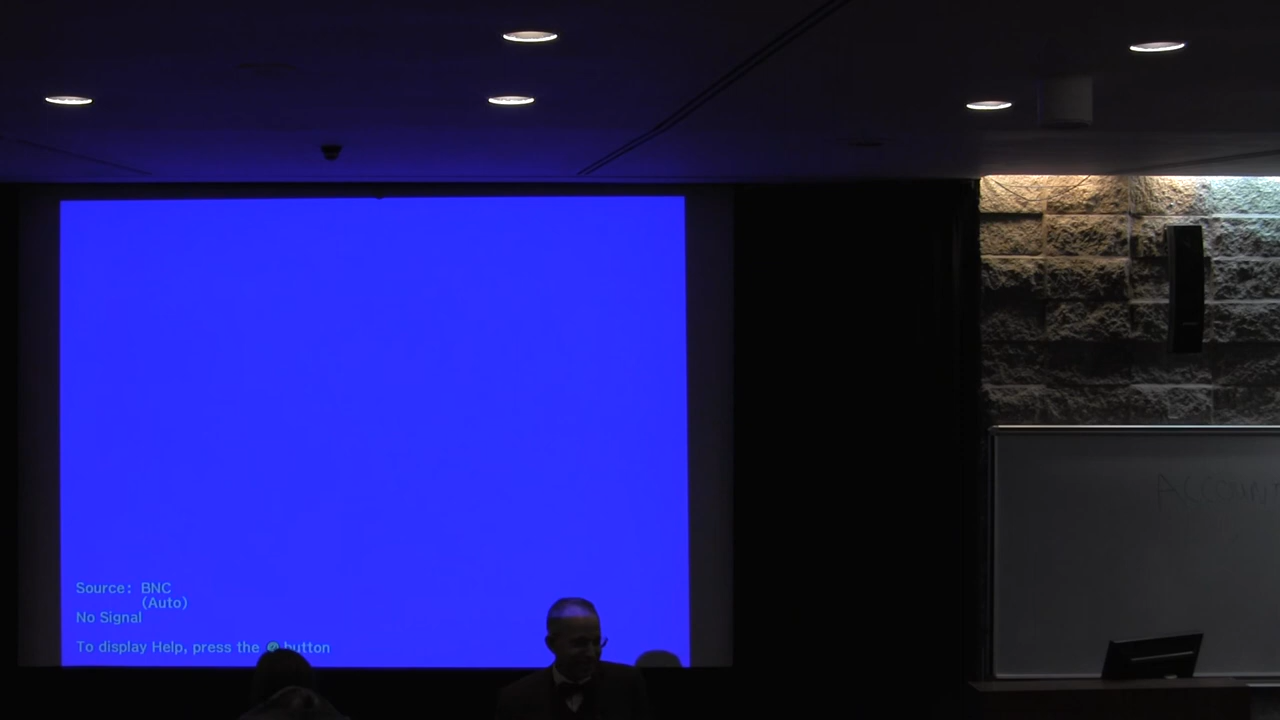 Source: BNC
(Auto)
No Signal
To display Help, press the button